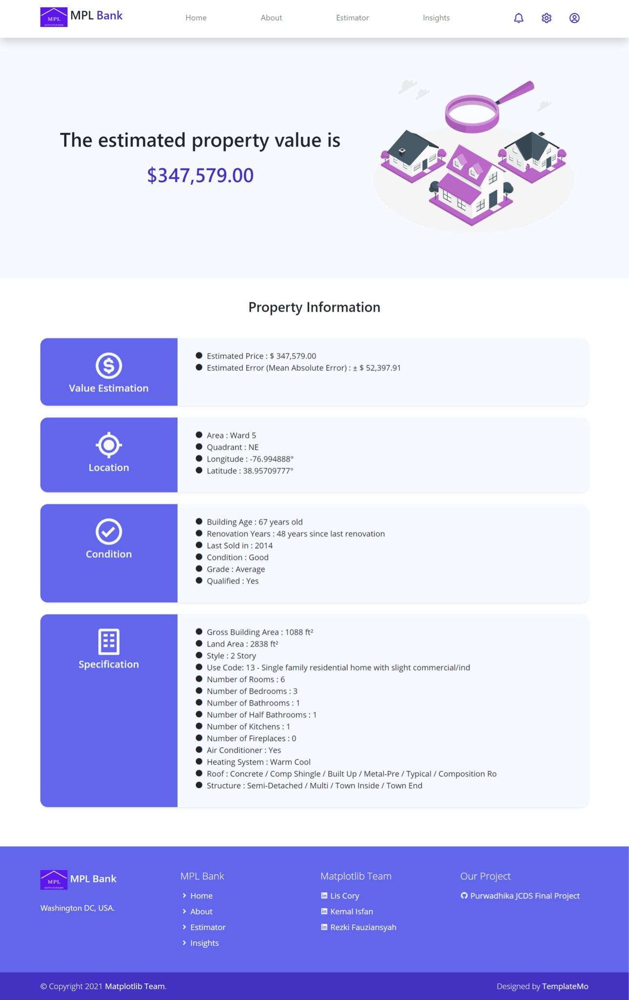 MPL
MATPLOTLIB BANK
MPL Bank
Home
About
Estimator
Insights
The estimated property value is
$347,579.00
Property Information
Value Estimation
Estimated Price : $ 347,579.00
Estimated Error (Mean Absolute Error) : ± $ 52,397.91
Location
Area : Ward 5
Quadrant : NE
Longitude : -76.994888°
Latitude : 38.95709777°
Condition
Building Age : 67 years old
Renovation Years : 48 years since last renovation
Last Sold in : 2014
Condition : Good
Grade : Average
Qualified : Yes
Specification
Gross Building Area : 1088 ft²
Land Area : 2838 ft²
Style : 2 Story
Use Code: 13 - Single family residential home with slight commercial/ind
Number of Rooms : 6
Number of Bedrooms : 3
Number of Bathrooms : 1
Number of Half Bathrooms : 1
Number of Kitchens : 1
Number of Fireplaces : 0
Air Conditioner : Yes
Heating System : Warm Cool
Roof : Concrete / Comp Shingle / Built Up / Metal-Pre / Typical / Composition Ro
Structure : Semi-Detached / Multi / Town Inside / Town End
MPL
MATPLOTLIB BANK
MPL Bank
Washington DC, USA.
MPL Bank
Home
About
Estimator
Insights
Matplotlib Team
Lis Cory
Kemal Isfan
Rezki Fauziansyah
Our Project
Purwadhika JCDS Final Project
© Copyright 2021 Matplotlib Team.
Designed by TemplateMo